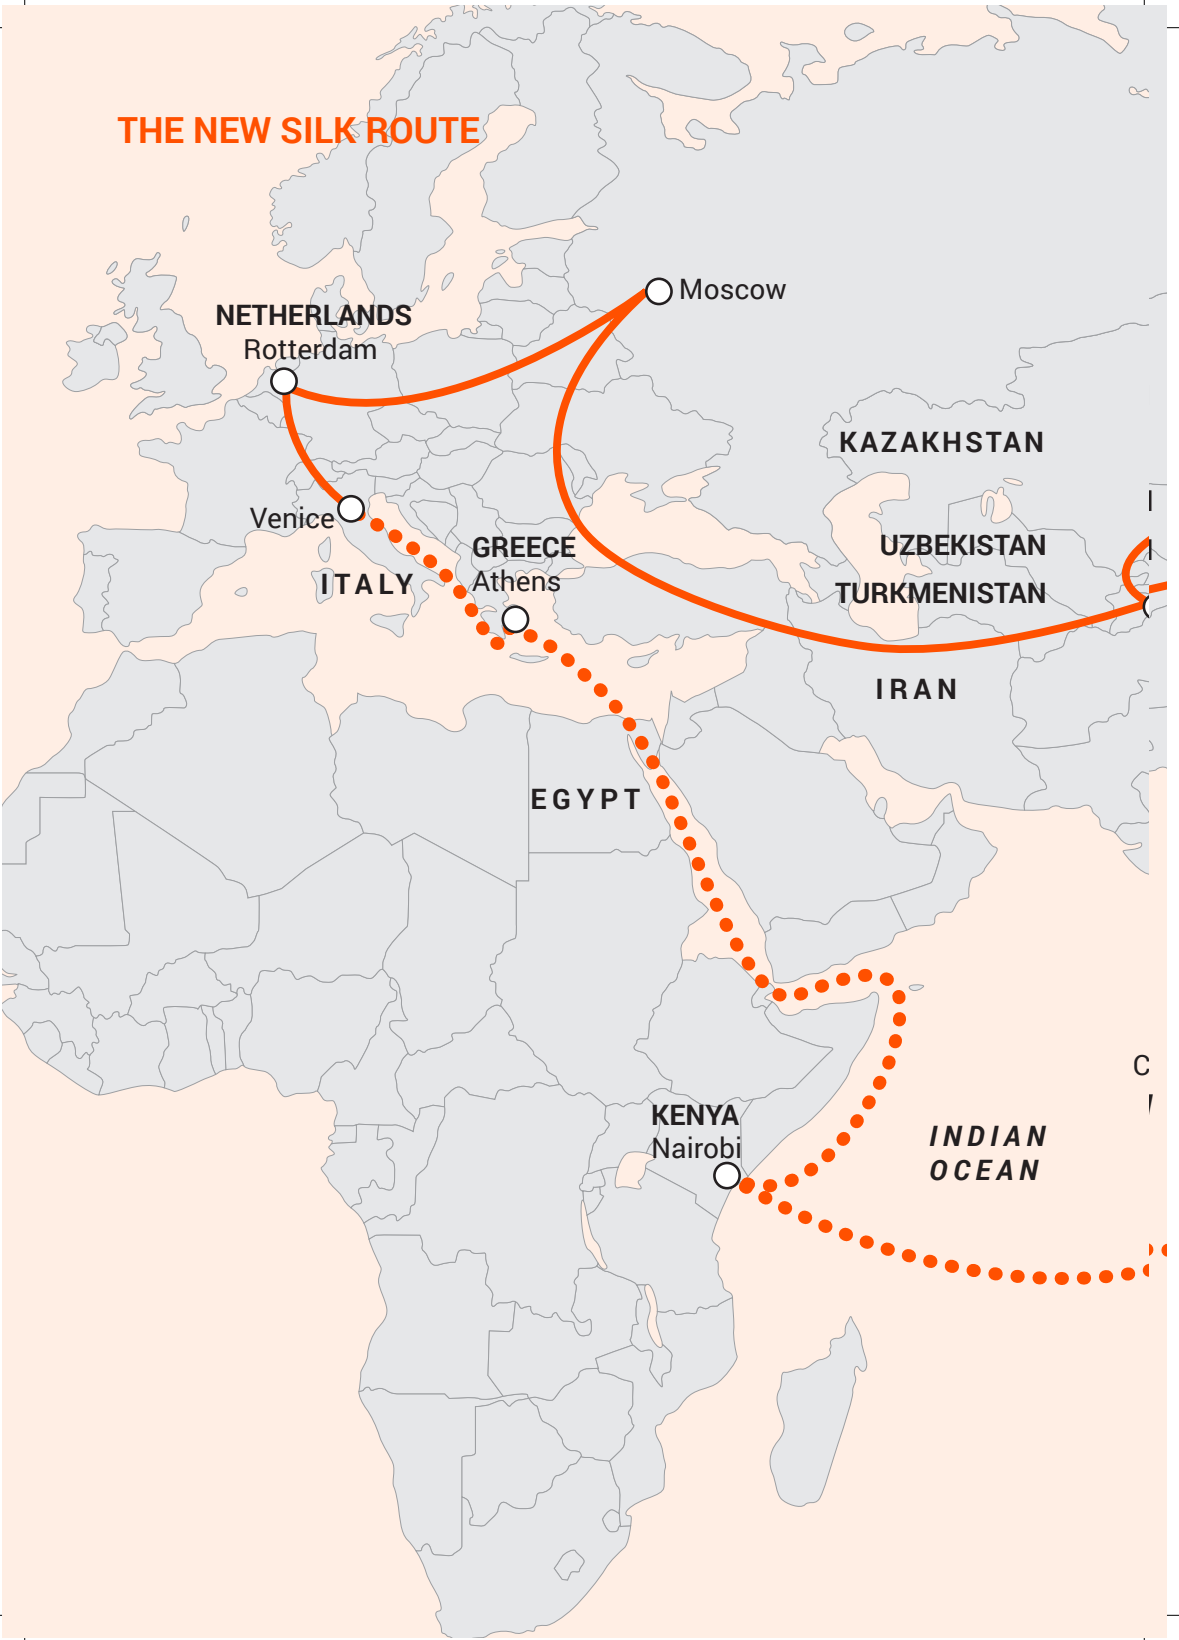 THE NEW SILK ROUTE
Moscow
NETHERLANDS
Rotterdam
KAZAKHSTAN
Venice
GREECE
UZBEKISTAN
Athens
ITALY
TURKMENISTAN
IRAN
EGYPT
KENYA
Nairobi
INDIAN
OCEAN